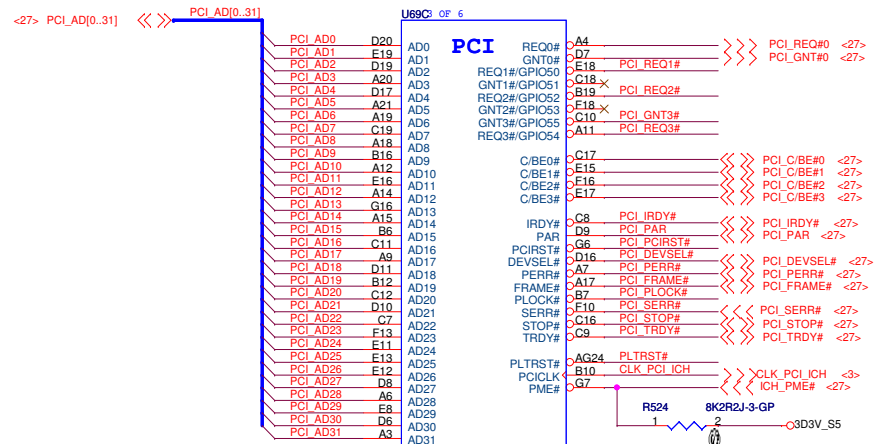 <27> PCI_AD[0..31] PCI_AD[0..31]
U69C 3 OF 6
PCI
PCI_AD0 D20 AD0 REQ0# A4 PCI_REQ#0 <27>
PCI_AD1 E19 AD1 GNT0# D7 PCI_GNT#0 <27>
PCI_AD2 D19 AD2 REQ1#/GPIO50 E18 PCI_REQ1#
PCI_AD3 A20 AD3 GNT1#/GPIO51 C18
PCI_AD4 D17 AD4 REQ2#/GPIO52 B19 PCI_REQ2#
PCI_AD5 A21 AD5 GNT2#/GPIO53 F18
PCI_AD6 A19 AD6 GNT3#/GPIO55 C10 PCI_GNT3#
PCI_AD7 C19 AD7 REQ3#/GPIO54 A11 PCI_REQ3#
PCI_AD8 A18 AD8
PCI_AD9 B16 AD9 C/BE0# C17 PCI_C/BE#0 <27>
PCI_AD10 A12 AD10 C/BE1# E15 PCI_C/BE#1 <27>
PCI_AD11 E16 AD11 C/BE2# F16 PCI_C/BE#2 <27>
PCI_AD12 A14 AD12 C/BE3# E17 PCI_C/BE#3 <27>
PCI_AD13 G16 AD13
PCI_AD14 A15 AD14 IRDY# C8 PCI_IRDY# PCI_IRDY# <27>
PCI_AD15 B6 AD15 PAR D9 PCI_PAR PCI_PAR <27>
PCI_AD16 C11 AD16 PCIRST# G6 PCI_PCIRST#
PCI_AD17 A9 AD17 DEVSEL# D16 PCI_DEVSEL# PCI_DEVSEL# <27>
PCI_AD18 D11 AD18 PERR# A7 PCI_PERR# PCI_PERR# <27>
PCI_AD19 B12 AD19 FRAME# A17 PCI_FRAME# PCI_FRAME# <27>
PCI_AD20 C12 AD20 PLOCK# B7 PCI_PLOCK#
PCI_AD21 D10 AD21 SERR# F10 PCI_SERR# PCI_SERR# <27>
PCI_AD22 C7 AD22 STOP# C16 PCI_STOP# PCI_STOP# <27>
PCI_AD23 F13 AD23 TRDY# C9 PCI_TRDY# PCI_TRDY# <27>
PCI_AD24 E11 AD24
PCI_AD25 E13 AD25 PLTRST# AG24 PLTRST#
PCI_AD26 E12 AD26 PCICLK B10 CLK_PCI_ICH CLK_PCI_ICH <3>
PCI_AD27 D8 AD27 PME# G7 ICH_PME# <27>
PCI_AD28 A6 AD28
PCI_AD29 E8 AD29 R524 8K2R2J-3-GP
PCI_AD30 D6 AD30 1 2 3D3V_S5
PCI_AD31 A3 AD31